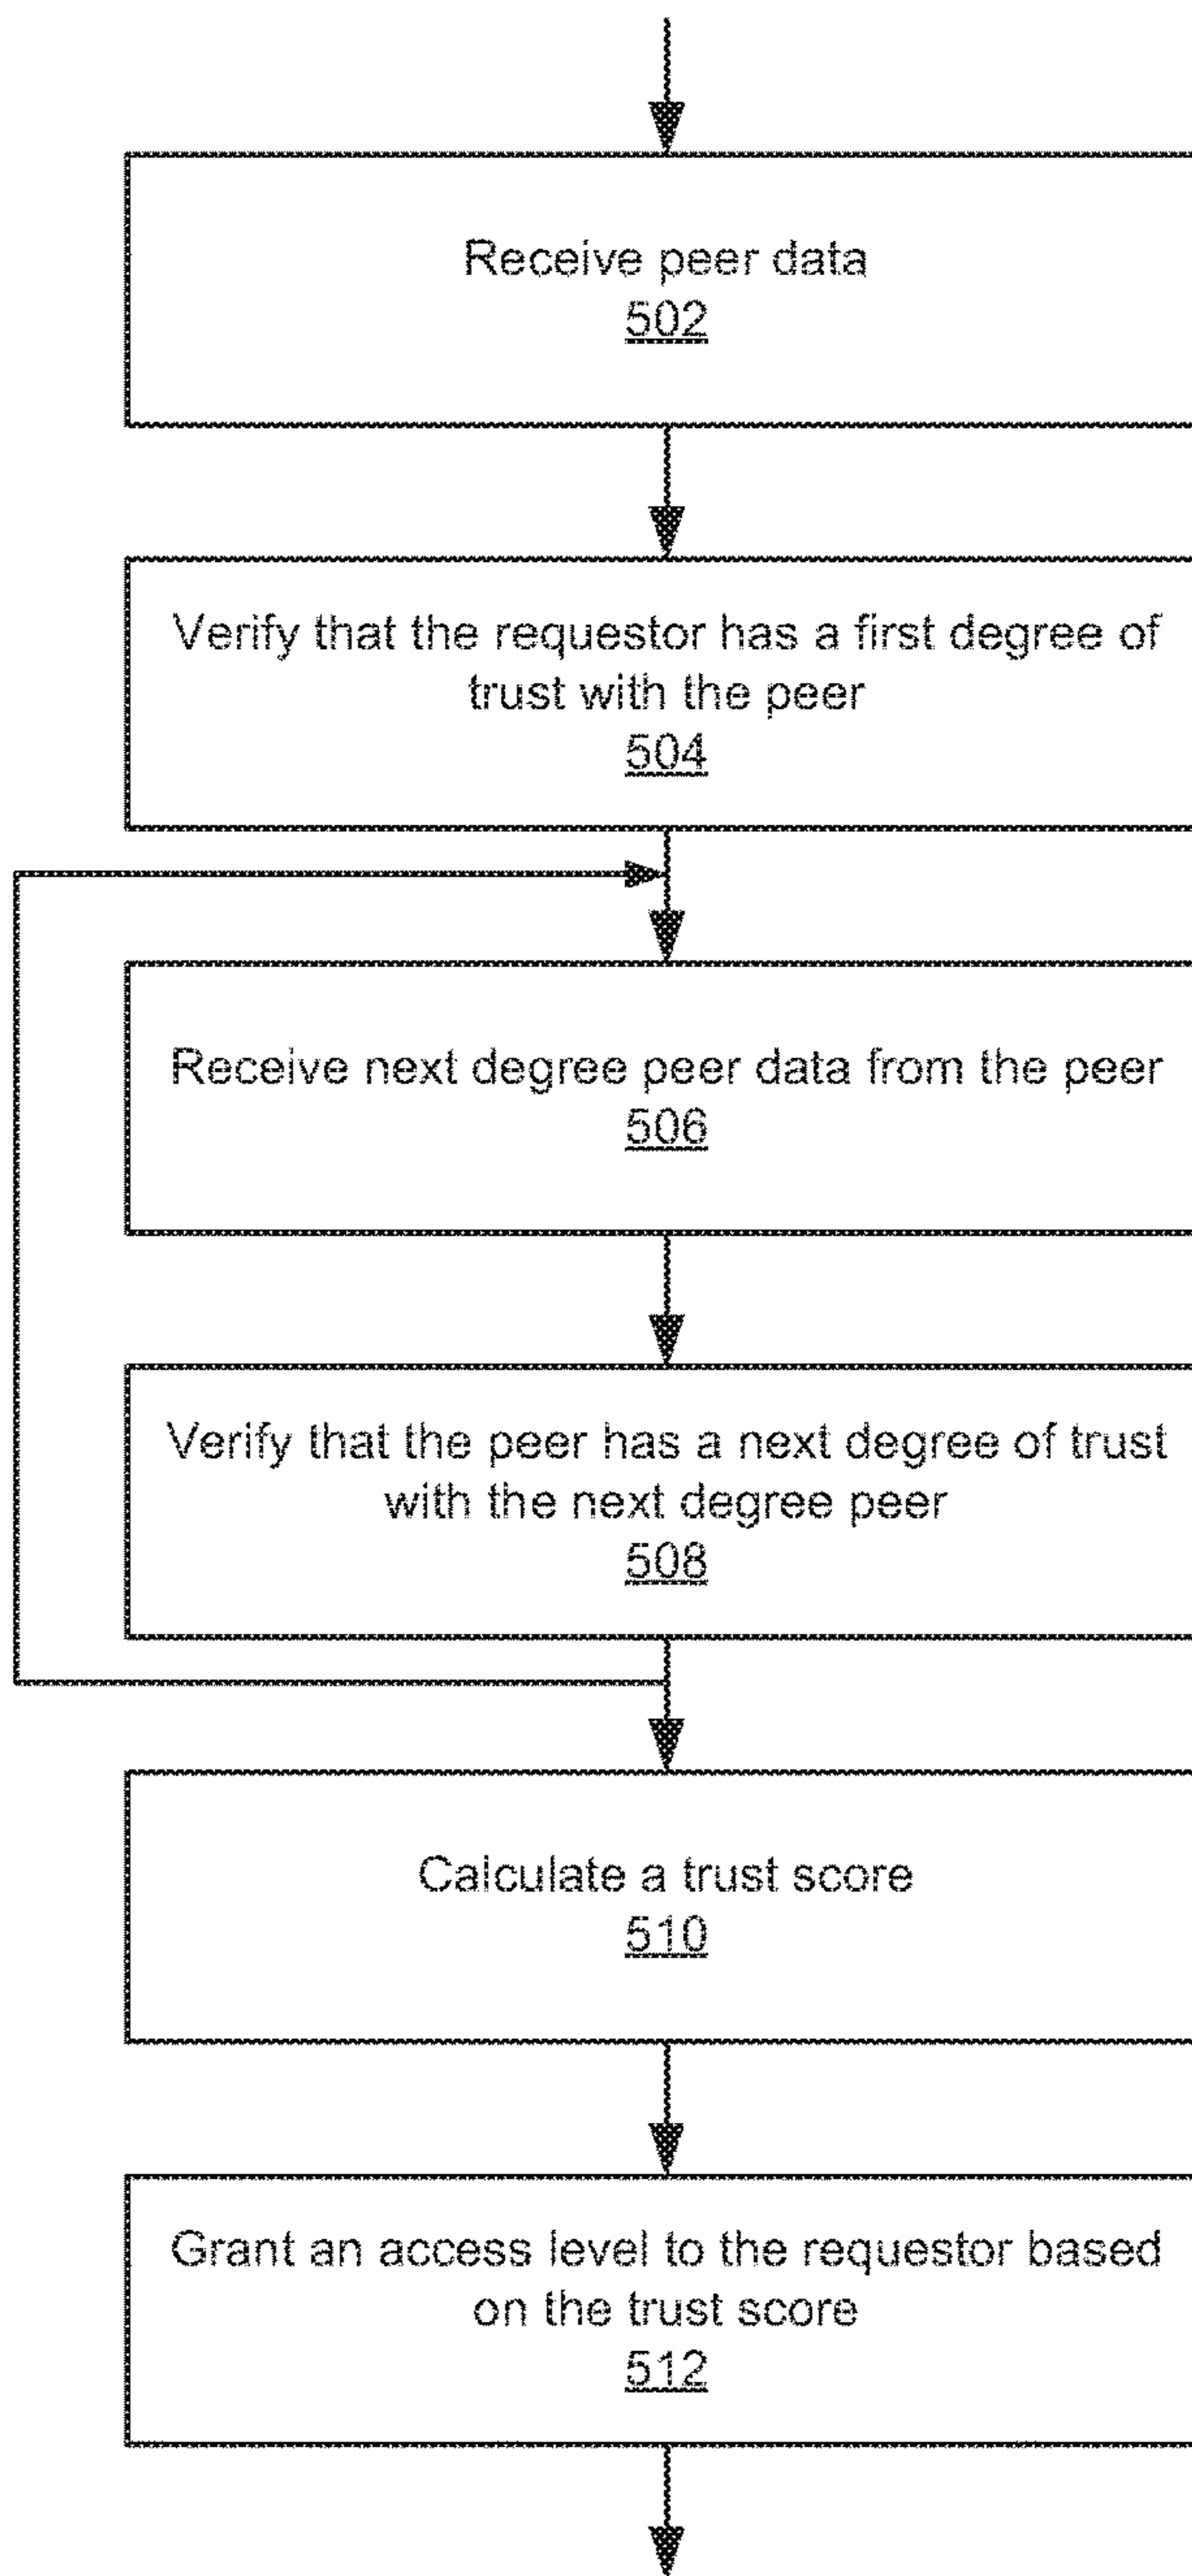 Receive peer data
502
Verify that the requestor has a first degree of
trust with the peer
504
Receive next degree peer data from the peer
506
Verify that the peer has a next degree of trust
with the next degree peer
508
Calculate a trust score
510
Grant an access level to the requestor based
on the trust score
512